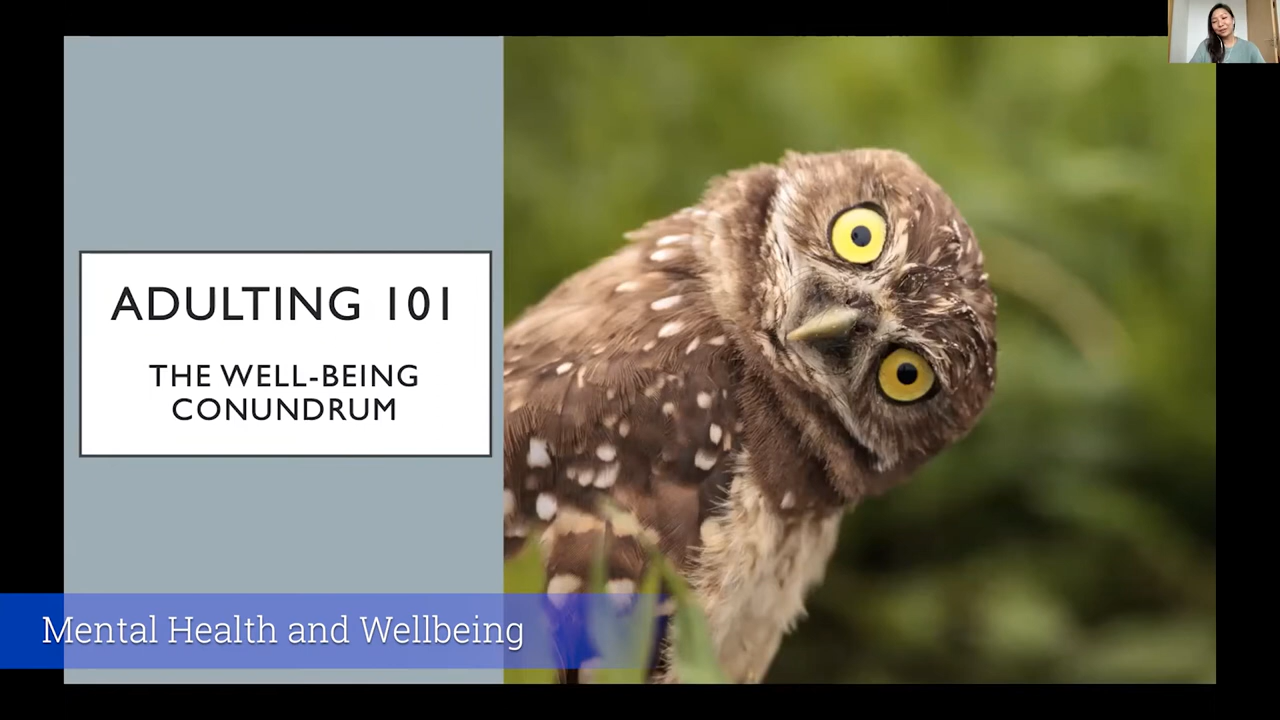 ADULTING 101
THE WELL-BEING
CONUNDRUM
Mental Health and Wellbeing